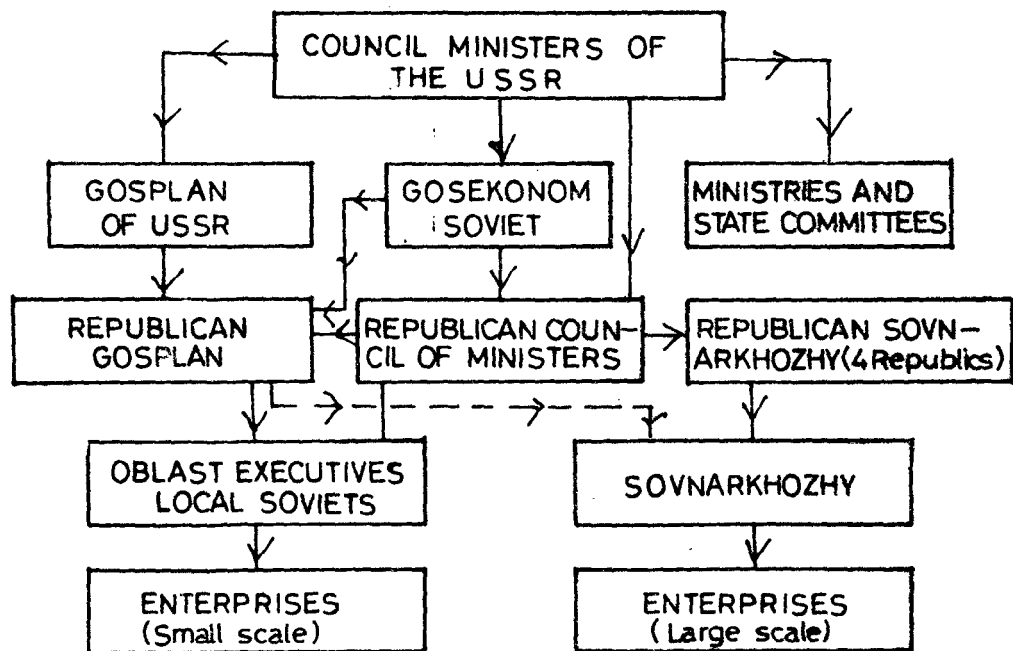 COUNCIL MINISTERS OF
THE USSR
GOSPLAN
OF USSR
GOSEKONOM
SOVIET
MINISTRIES AND
STATE COMMITTEES
REPUBLICAN
GOSPLAN
REPUBLICAN COUN-
CIL OF MINISTERS
REPUBLICAN SOVN-
ARKHOZHY(4 Republics)
OBLAST EXECUTIVES
LOCAL SOVIETS
SOVNARKHOZHY
ENTERPRISES
(Small scale)
ENTERPRISES
(Large scale)